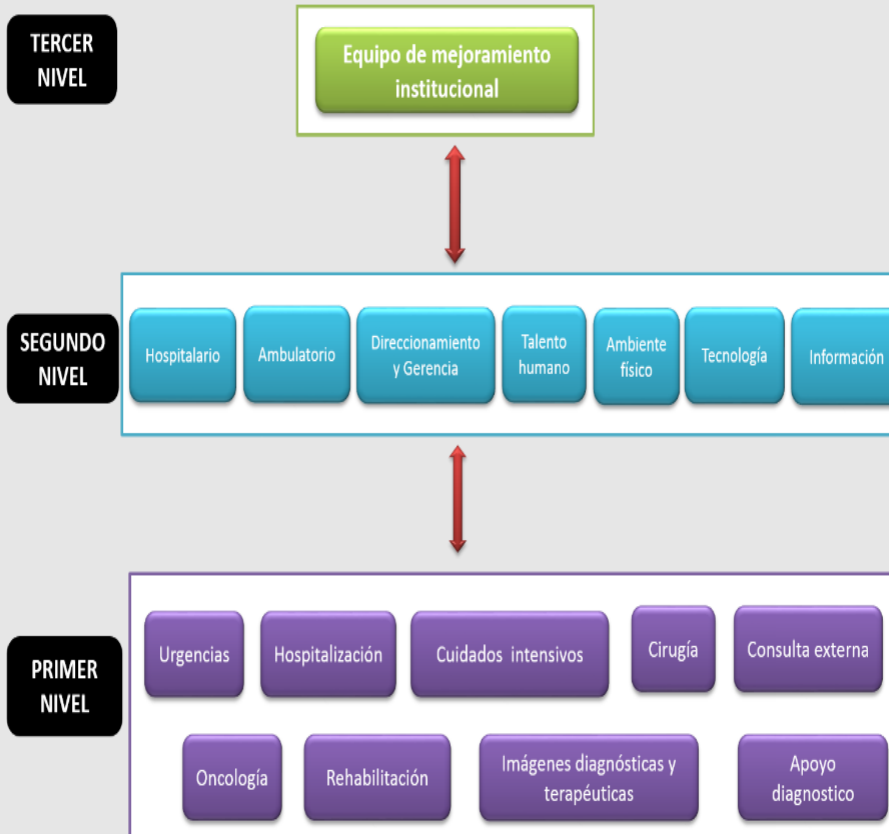 TERCER
NIVEL
Equipo de mejoramiento
institucional
SEGUNDO
NIVEL
Hospitalario
Ambulatorio
Direccionamiento
y Gerencia
Talento
humano
Ambiente
físico
Tecnología
Información
PRIMER
NIVEL
Urgencias
Hospitalización
Cuidados intensivos
Cirugía
Consulta externa
Oncología
Rehabilitación
Imágenes diagnósticas y
terapéuticas
Apoyo
diagnostico